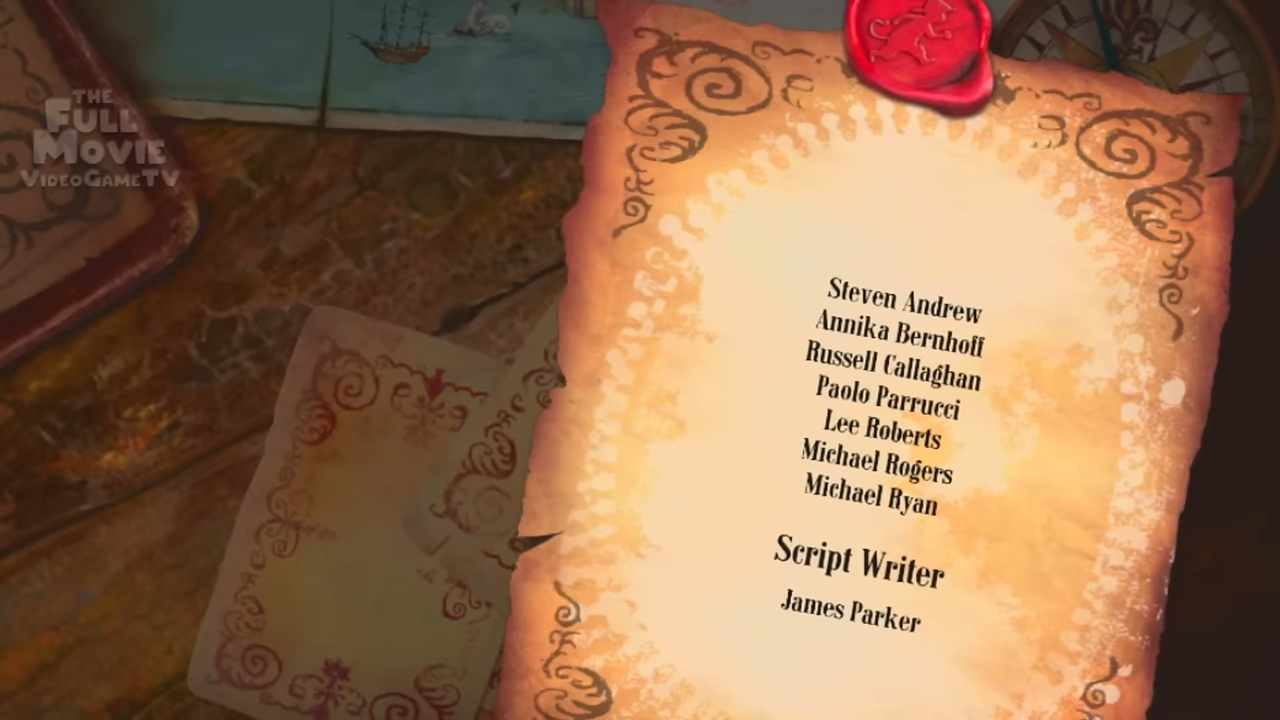 THE
FULL
MOVIE
VIDEOGAMETV
Steven Andrew
Annika Bernhoff
Russell Callaghan
Paolo Parrucci
Lee Roberts
Michael Rogers
Michael Ryan
Script Writer
James Parker